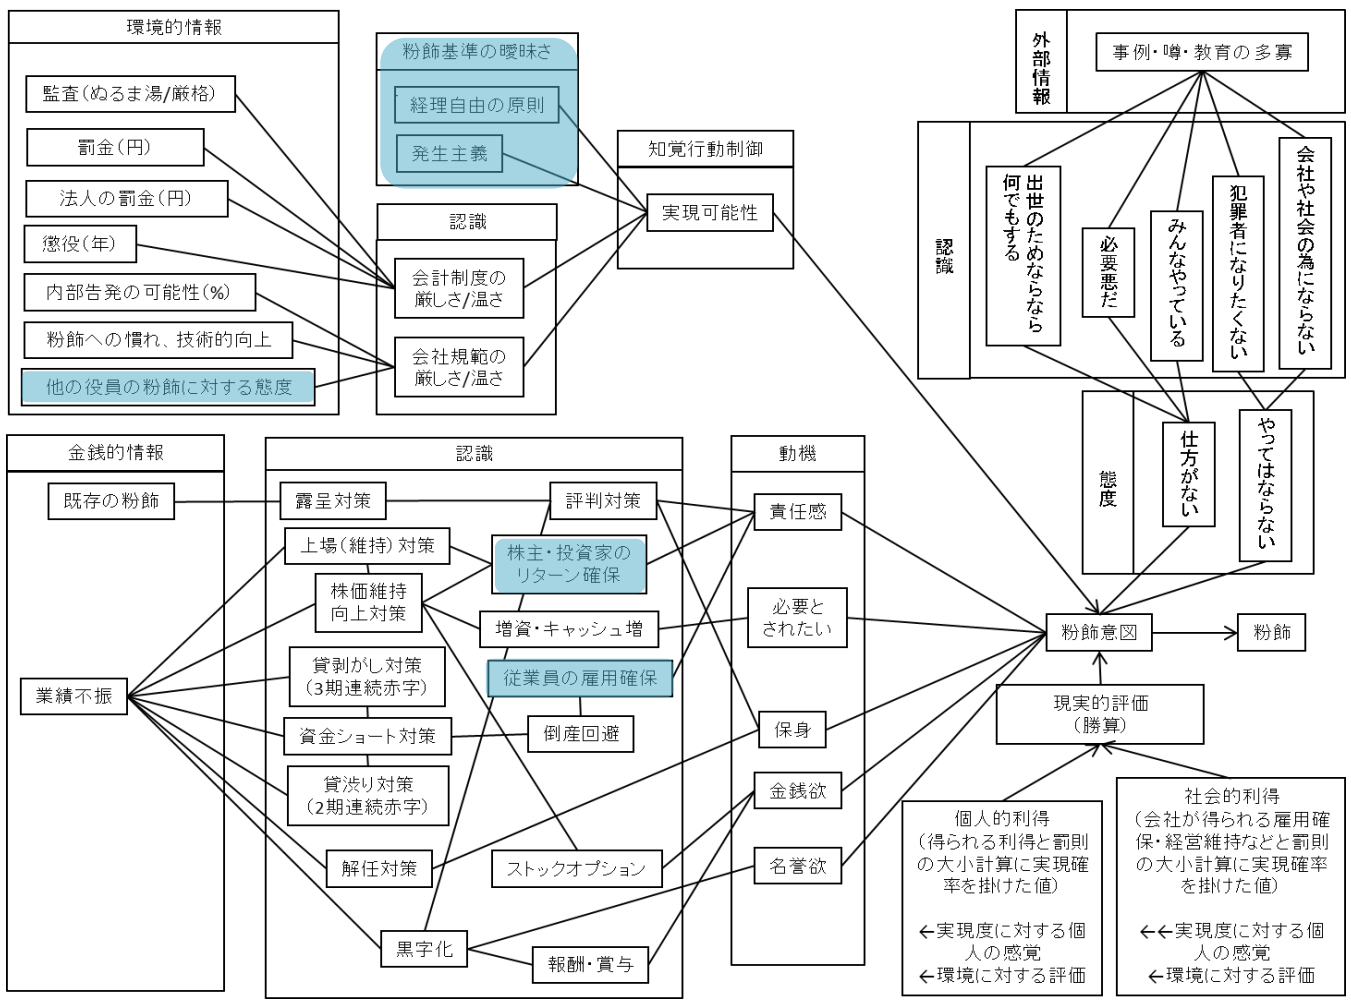 環境的情報
監査(ぬるま湯/厳格)
罰金(円)
法人の罰金(円)
懲役(年)
内部告発の可能性(%)
粉飾への慣れ、技術的向上
他の役員の粉飾に対する態度
粉飾基準の曖昧さ
経理自由の原則
発生主義
認識
会計制度の
厳しさ/温さ
会社規範の
厳しさ/温さ
知覚行動制御
実現可能性
外部情報
事例・噂・教育の多寡
認識
出世のためならなら
何でもする
必要悪だ
みんなやっている
犯罪者になりたくない
会社や社会の為にならない
態度
仕方がない
やってはならない
金銭的情報
既存の粉飾
業績不振
認識
露呈対策
上場(維持)対策
株価維持
向上対策
貸剥がし対策
(3期連続赤字)
資金ショート対策
貸渋り対策
(2期連続赤字)
解任対策
黒字化
評判対策
株主・投資家の
リターン確保
増資・キャッシュ増
従業員の雇用確保
倒産回避
ストックオプション
報酬・賞与
動機
責任感
必要と
されたい
保身
金銭欲
名誉欲
粉飾意図
粉飾
現実的評価
(勝算)
個人的利得
(得られる利得と罰則
の大小計算に実現確
率を掛けた値)
←実現度に対する個
人の感覚
←環境に対する評価
社会的利得
(会社が得られる雇用確
保・経営維持などと罰則
の大小計算に実現確率
を掛けた値)
←←実現度に対する個
人の感覚
←環境に対する評価